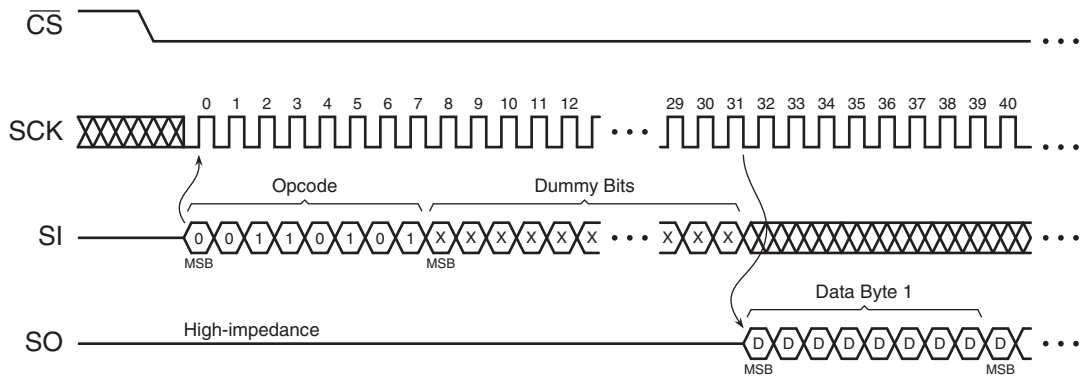 CS
0 1 2 3 4 5 6 7 8 9 10 11 12 29 30 31 32 33 34 35 36 37 38 39 40
SCK
Opcode Dummy Bits
SI 0 0 1 1 0 1 0 1 X X X X X X X X X
MSB MSB
Data Byte 1
High-impedance
SO D D D D D D D D D
MSB MSB